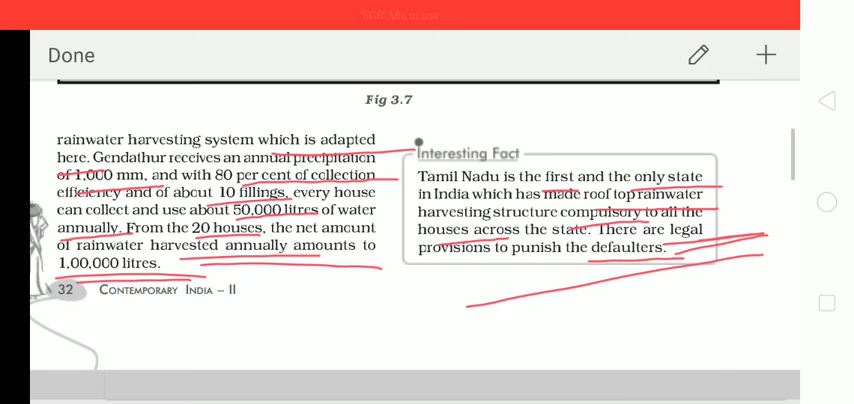 "SCR".Mic in use
Done
Fig 3.7
rainwater harvesting system which is adapted
here. Gendathur receives an annual precipitation
of 1,000 mm, and with 80 per cent of collection
efficiency and of about 10 fillings, every house
can collect and use about 50,000 litres of water
annually. From the 20 houses, the net amount
of rainwater harvested annually amounts to
1,00,000 litres.
32 CONTEMPORARY INDIA – II
Interesting Fact
Tamil Nadu is the first and the only state
in India which has made roof top rainwater
harvesting structure compulsory to all the
houses across the state. There are legal
provisions to punish the defaulters.